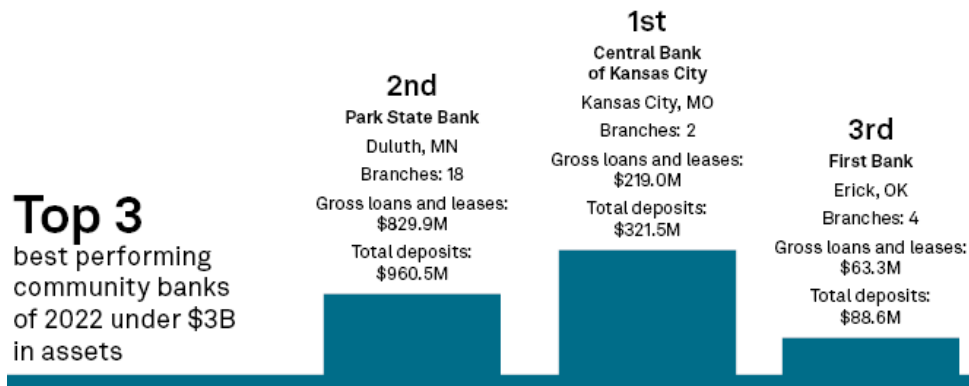 Top 3
best performing
community banks
of 2022 under $3B
in assets
2nd
Park State Bank
Duluth, MN
Branches: 18
Gross loans and leases:
$829.9M
Total deposits:
$960.5M
1st
Central Bank
of Kansas City
Kansas City, MO
Branches: 2
Gross loans and leases:
$219.0M
Total deposits:
$321.5M
3rd
First Bank
Erick, OK
Branches: 4
Gross loans and leases:
$63.3M
Total deposits:
$88.6M